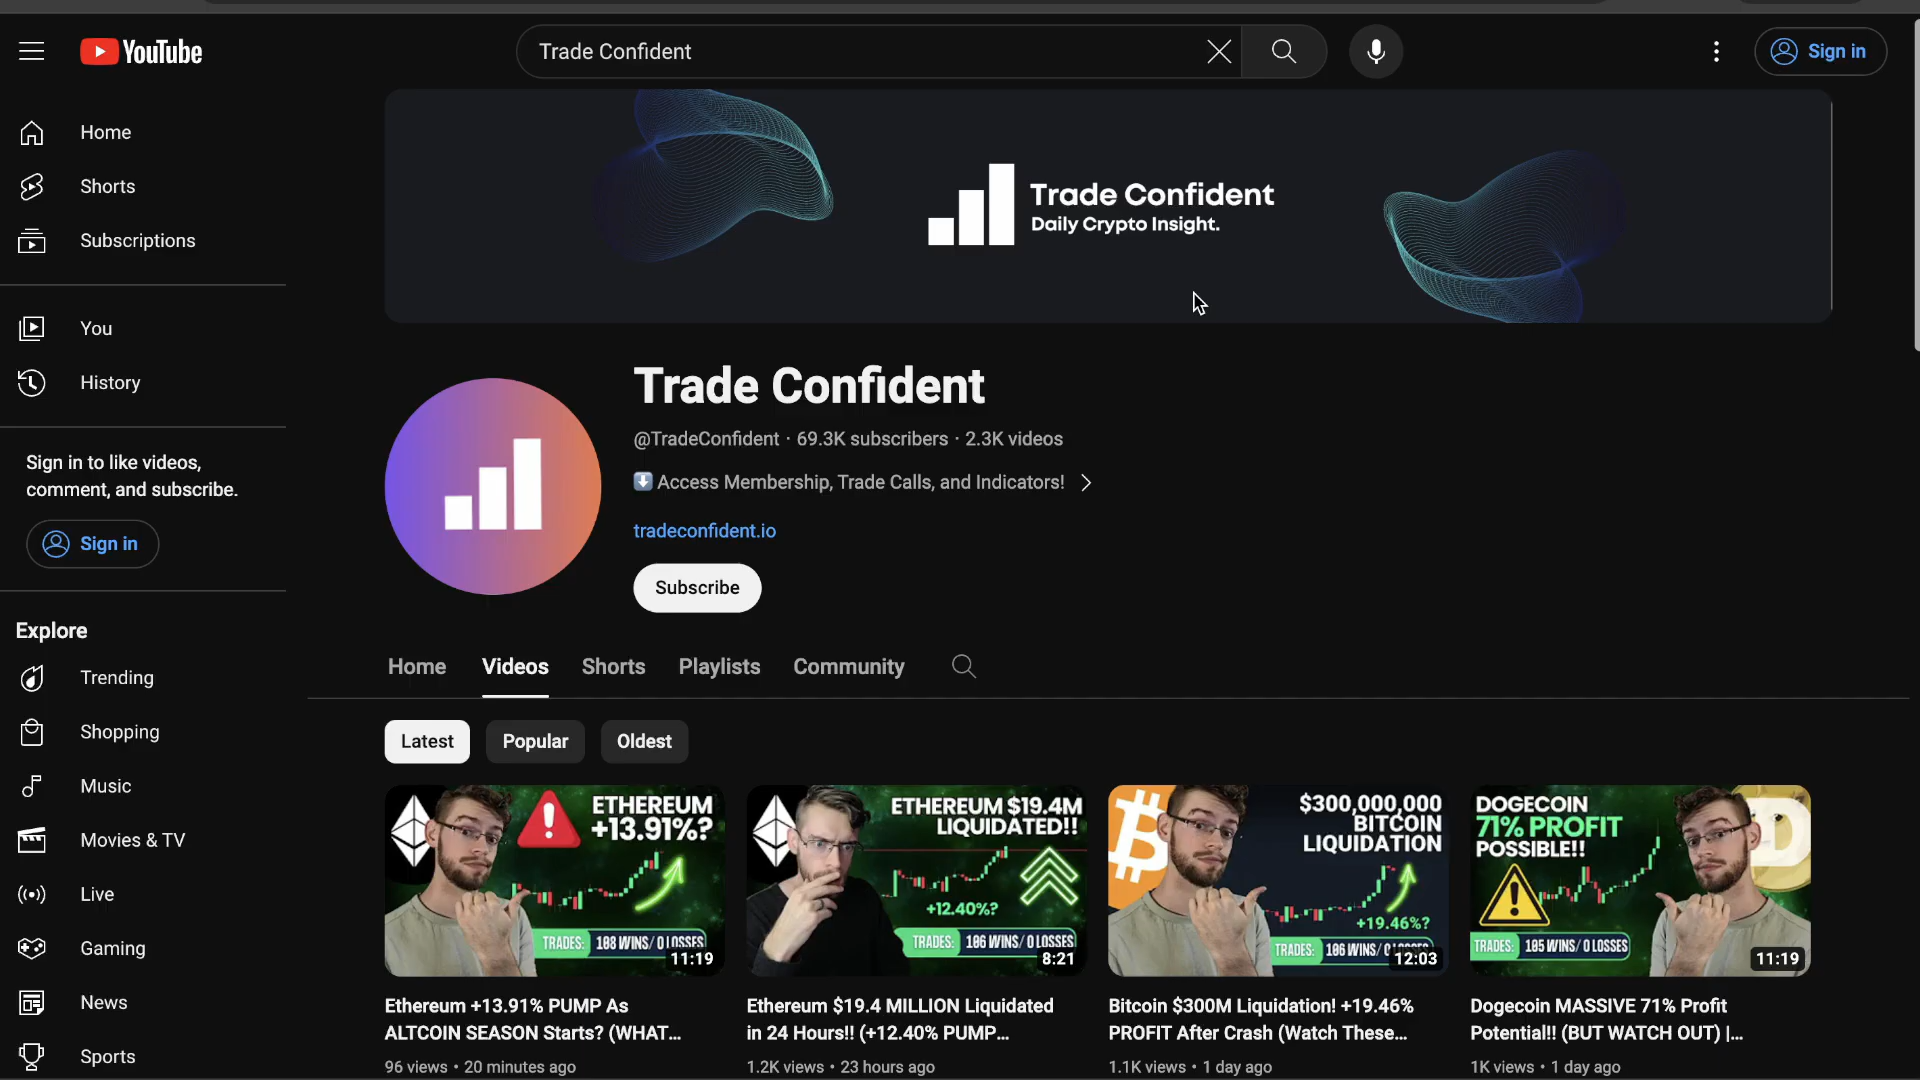 YouTube
Trade Confident
Sign in
Home
Shorts
Subscriptions
You
History
Sign in to like videos,
comment, and subscribe.
Sign in
Explore
Trending
Shopping
Music
Movies & TV
Live
Gaming
News
Sports
Trade Confident
Daily Crypto Insight.
Trade Confident
@TradeConfident · 69.3K subscribers · 2.3K videos
Access Membership, Trade Calls, and Indicators!
tradeconfident.io
Subscribe
Home Videos Shorts Playlists Community
Latest Popular Oldest
ETHEREUM
+13.91%?
TRADES: 108 WINS/ 0 LOSSES
11:19
Ethereum +13.91% PUMP As
ALTCOIN SEASON Starts? (WHAT...
96 views • 20 minutes ago
ETHEREUM $19.4M
LIQUIDATED!!
+12.40%?
TRADES: 106 WINS/ 0 LOSSES
8:21
Ethereum $19.4 MILLION Liquidated
in 24 Hours!! (+12.40% PUMP...
1.2K views • 23 hours ago
$300,000,000
BITCOIN
LIQUIDATION
+19.46%?
TRADES: 106 WINS/ 0 LOSSES
12:03
Bitcoin $300M Liquidation! +19.46%
PROFIT After Crash (Watch These...
1.1K views • 1 day ago
DOGECOIN
71% PROFIT
POSSIBLE!!
TRADES: 105 WINS/ 0 LOSSES
11:19
Dogecoin MASSIVE 71% Profit
Potential!! (BUT WATCH OUT) |...
1K views • 1 day ago